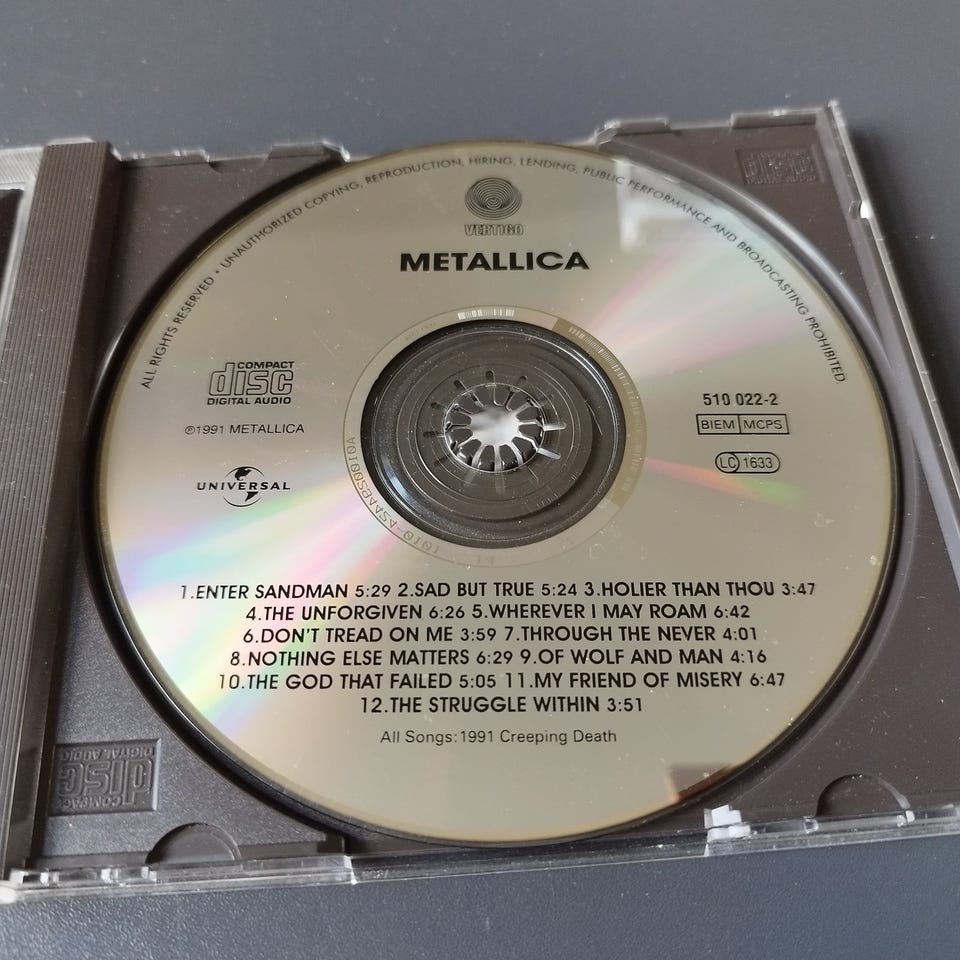 ALL RIGHTS RESERVED • UNAUTHORIZED COPYING, REPRODUCTION, HIRING, LENDING, PUBLIC PERFORMANCE AND BROADCASTING PROHIBITED
VERTIGO
METALLICA
COMPACT
disc
DIGITAL AUDIO
℗1991 METALLICA
UNIVERSAL
510 022-2
BIEM MCPS
LC 1633
1.ENTER SANDMAN 5:29 2.SAD BUT TRUE 5:24 3.HOLIER THAN THOU 3:47
4.THE UNFORGIVEN 6:26 5.WHEREVER I MAY ROAM 6:42
6.DON'T TREAD ON ME 3:59 7.THROUGH THE NEVER 4:01
8.NOTHING ELSE MATTERS 6:29 9.OF WOLF AND MAN 4:16
10.THE GOD THAT FAILED 5:05 11.MY FRIEND OF MISERY 6:47
12.THE STRUGGLE WITHIN 3:51
All Songs:1991 Creeping Death
COMPACT
disc
DIGITAL AUDIO